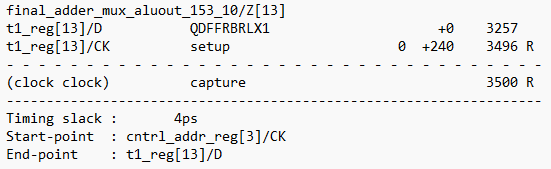 final_adder_mux_aluout_153_10/Z[13]
t1_reg[13]/D QDFFRBRLX1 +0 3257
t1_reg[13]/CK setup 0 +240 3496 R
- - - - - - - - - - - - - - - - - - - - - - - - - - - - - - - - - -
(clock clock) capture 3500 R
--------------------------------------------------------------------
Timing slack : 4ps
Start-point : cntrl_addr_reg[3]/CK
End-point : t1_reg[13]/D